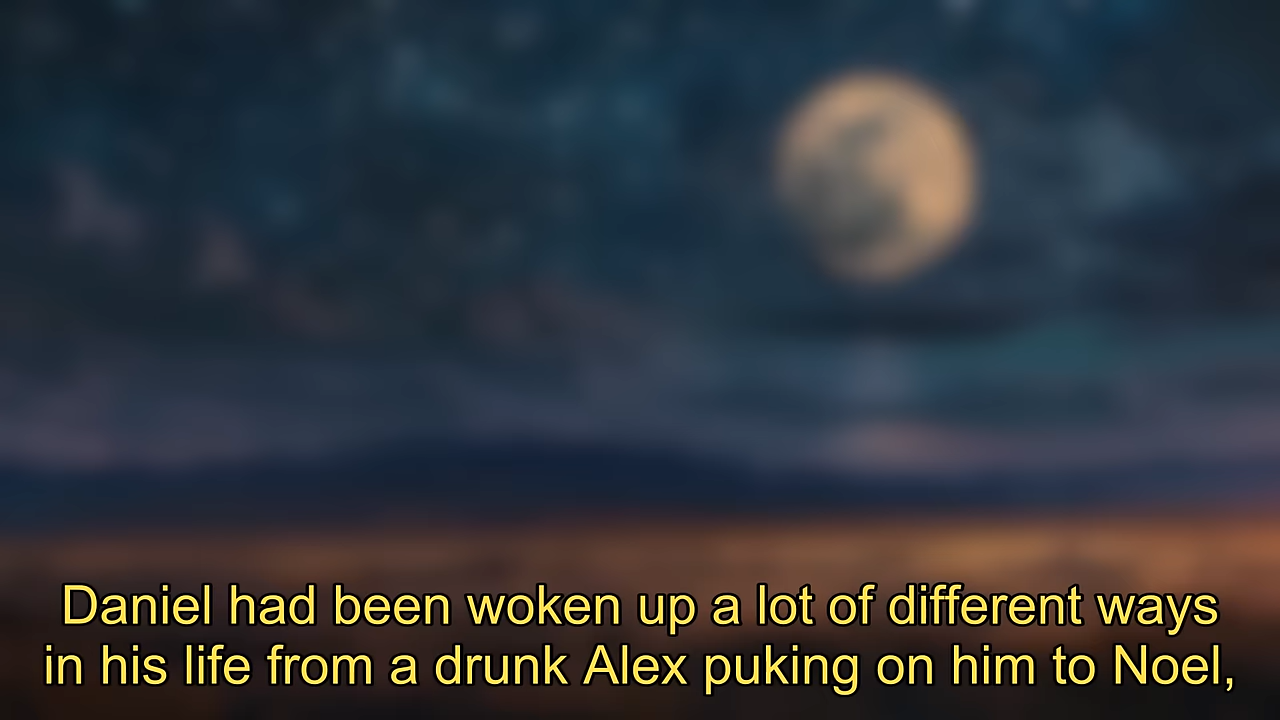 Daniel had been woken up a lot of different ways
in his life from a drunk Alex puking on him to Noel,